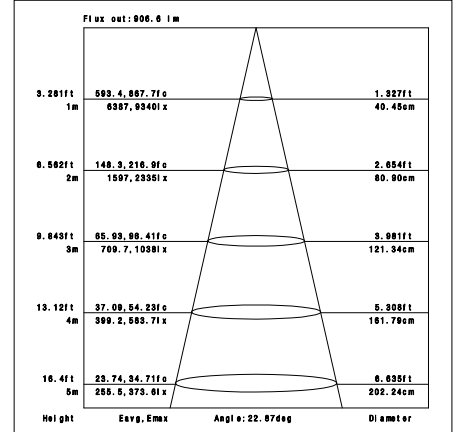 Flux out:906.6 lm
3.281ft 593.4,867.7fc 1.327ft
1m 6387,9340lx 40.45cm
6.562ft 148.3,216.9fc 2.654ft
2m 1597,2335lx 80.90cm
9.843ft 65.93,96.41fc 3.981ft
3m 709.7,1038lx 121.34cm
13.12ft 37.09,54.23fc 5.308ft
4m 399.2,583.7lx 161.79cm
16.4ft 23.74,34.71fc 6.635ft
5m 255.5,373.6lx 202.24cm
Height Eavg,Emax Angle:22.87deg Diameter